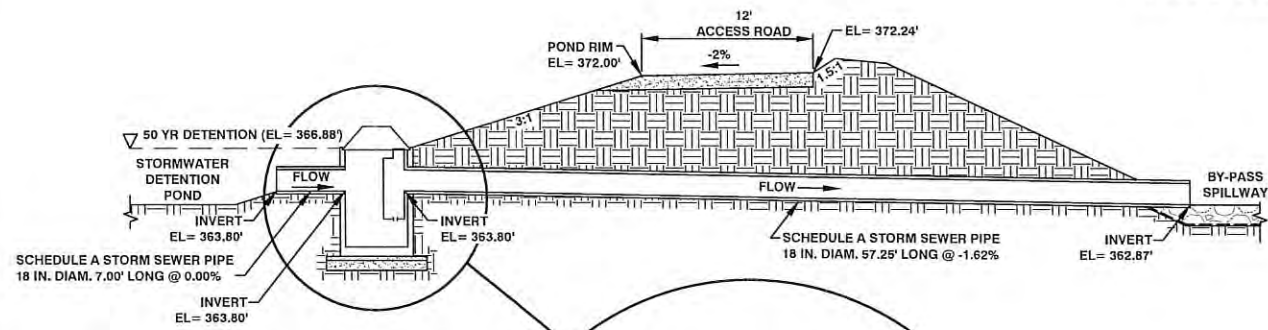 12'
ACCESS ROAD
EL= 372.24'
POND RIM
EL= 372.00'
-2%
1.5:1
3:1
50 YR DETENTION (EL= 366.88')
STORMWATER
DETENTION
POND
FLOW
FLOW
BY-PASS
SPILLWAY
INVERT
EL= 363.80'
INVERT
EL= 363.80'
SCHEDULE A STORM SEWER PIPE
18 IN. DIAM. 7.00' LONG @ 0.00%
SCHEDULE A STORM SEWER PIPE
18 IN. DIAM. 57.25' LONG @ -1.62%
INVERT
EL= 362.87'
INVERT
EL= 363.80'